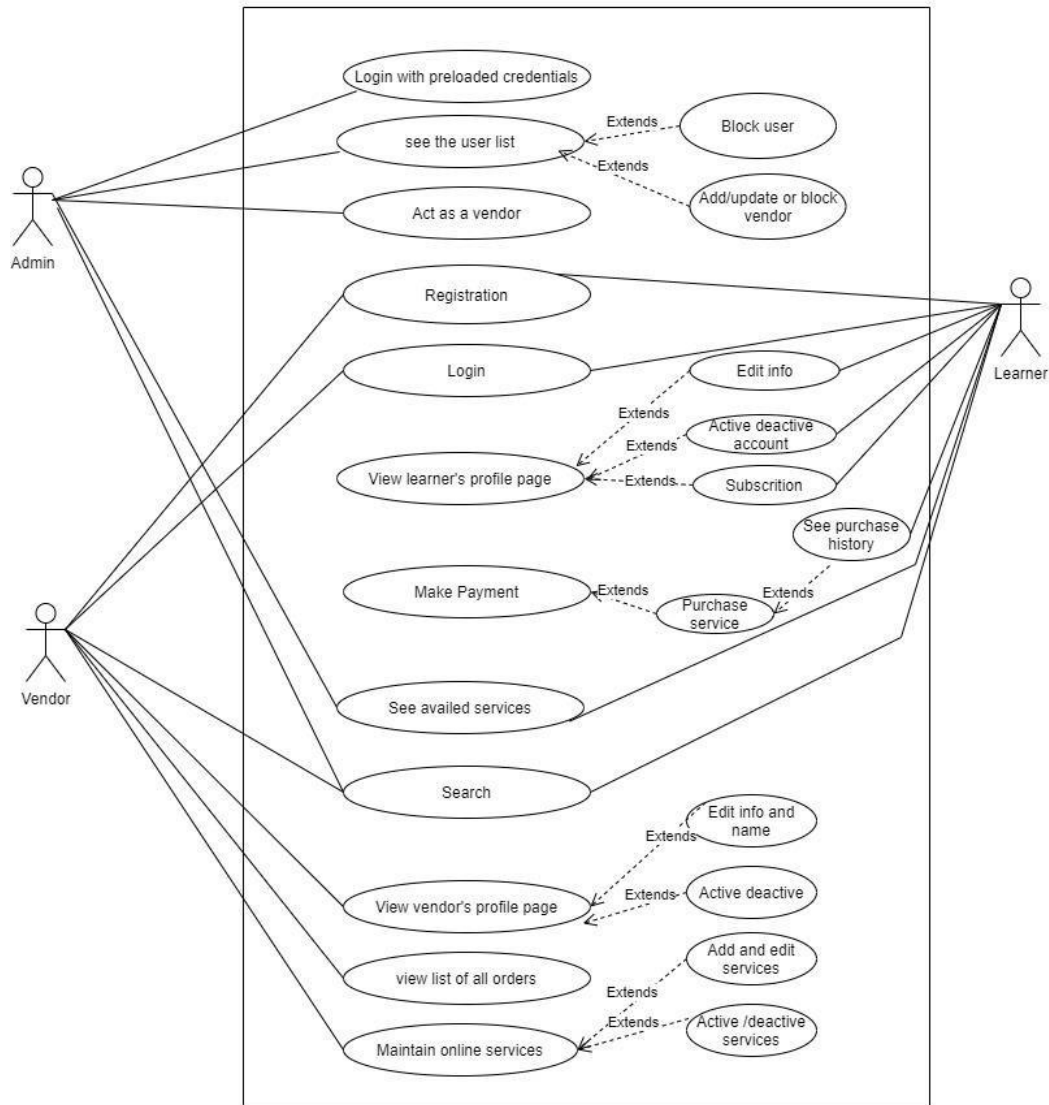 Login with preloaded credentials
Extends
Block user
see the user list
Extends
Add/update or block
vendor
Act as a vendor
Admin
Registration
Learner
Login
Edit info
Extends
Active deactive
account
Extends
View learner's profile page
Extends
Subscrition
See purchase
history
Make Payment
Extends
Purchase
service
Extends
Vendor
See availed services
Search
Edit info and
name
Extends
View vendor's profile page
Extends
Active deactive
Add and edit
services
view list of all orders
Extends
Active /deactive
services
Extends
Maintain online services